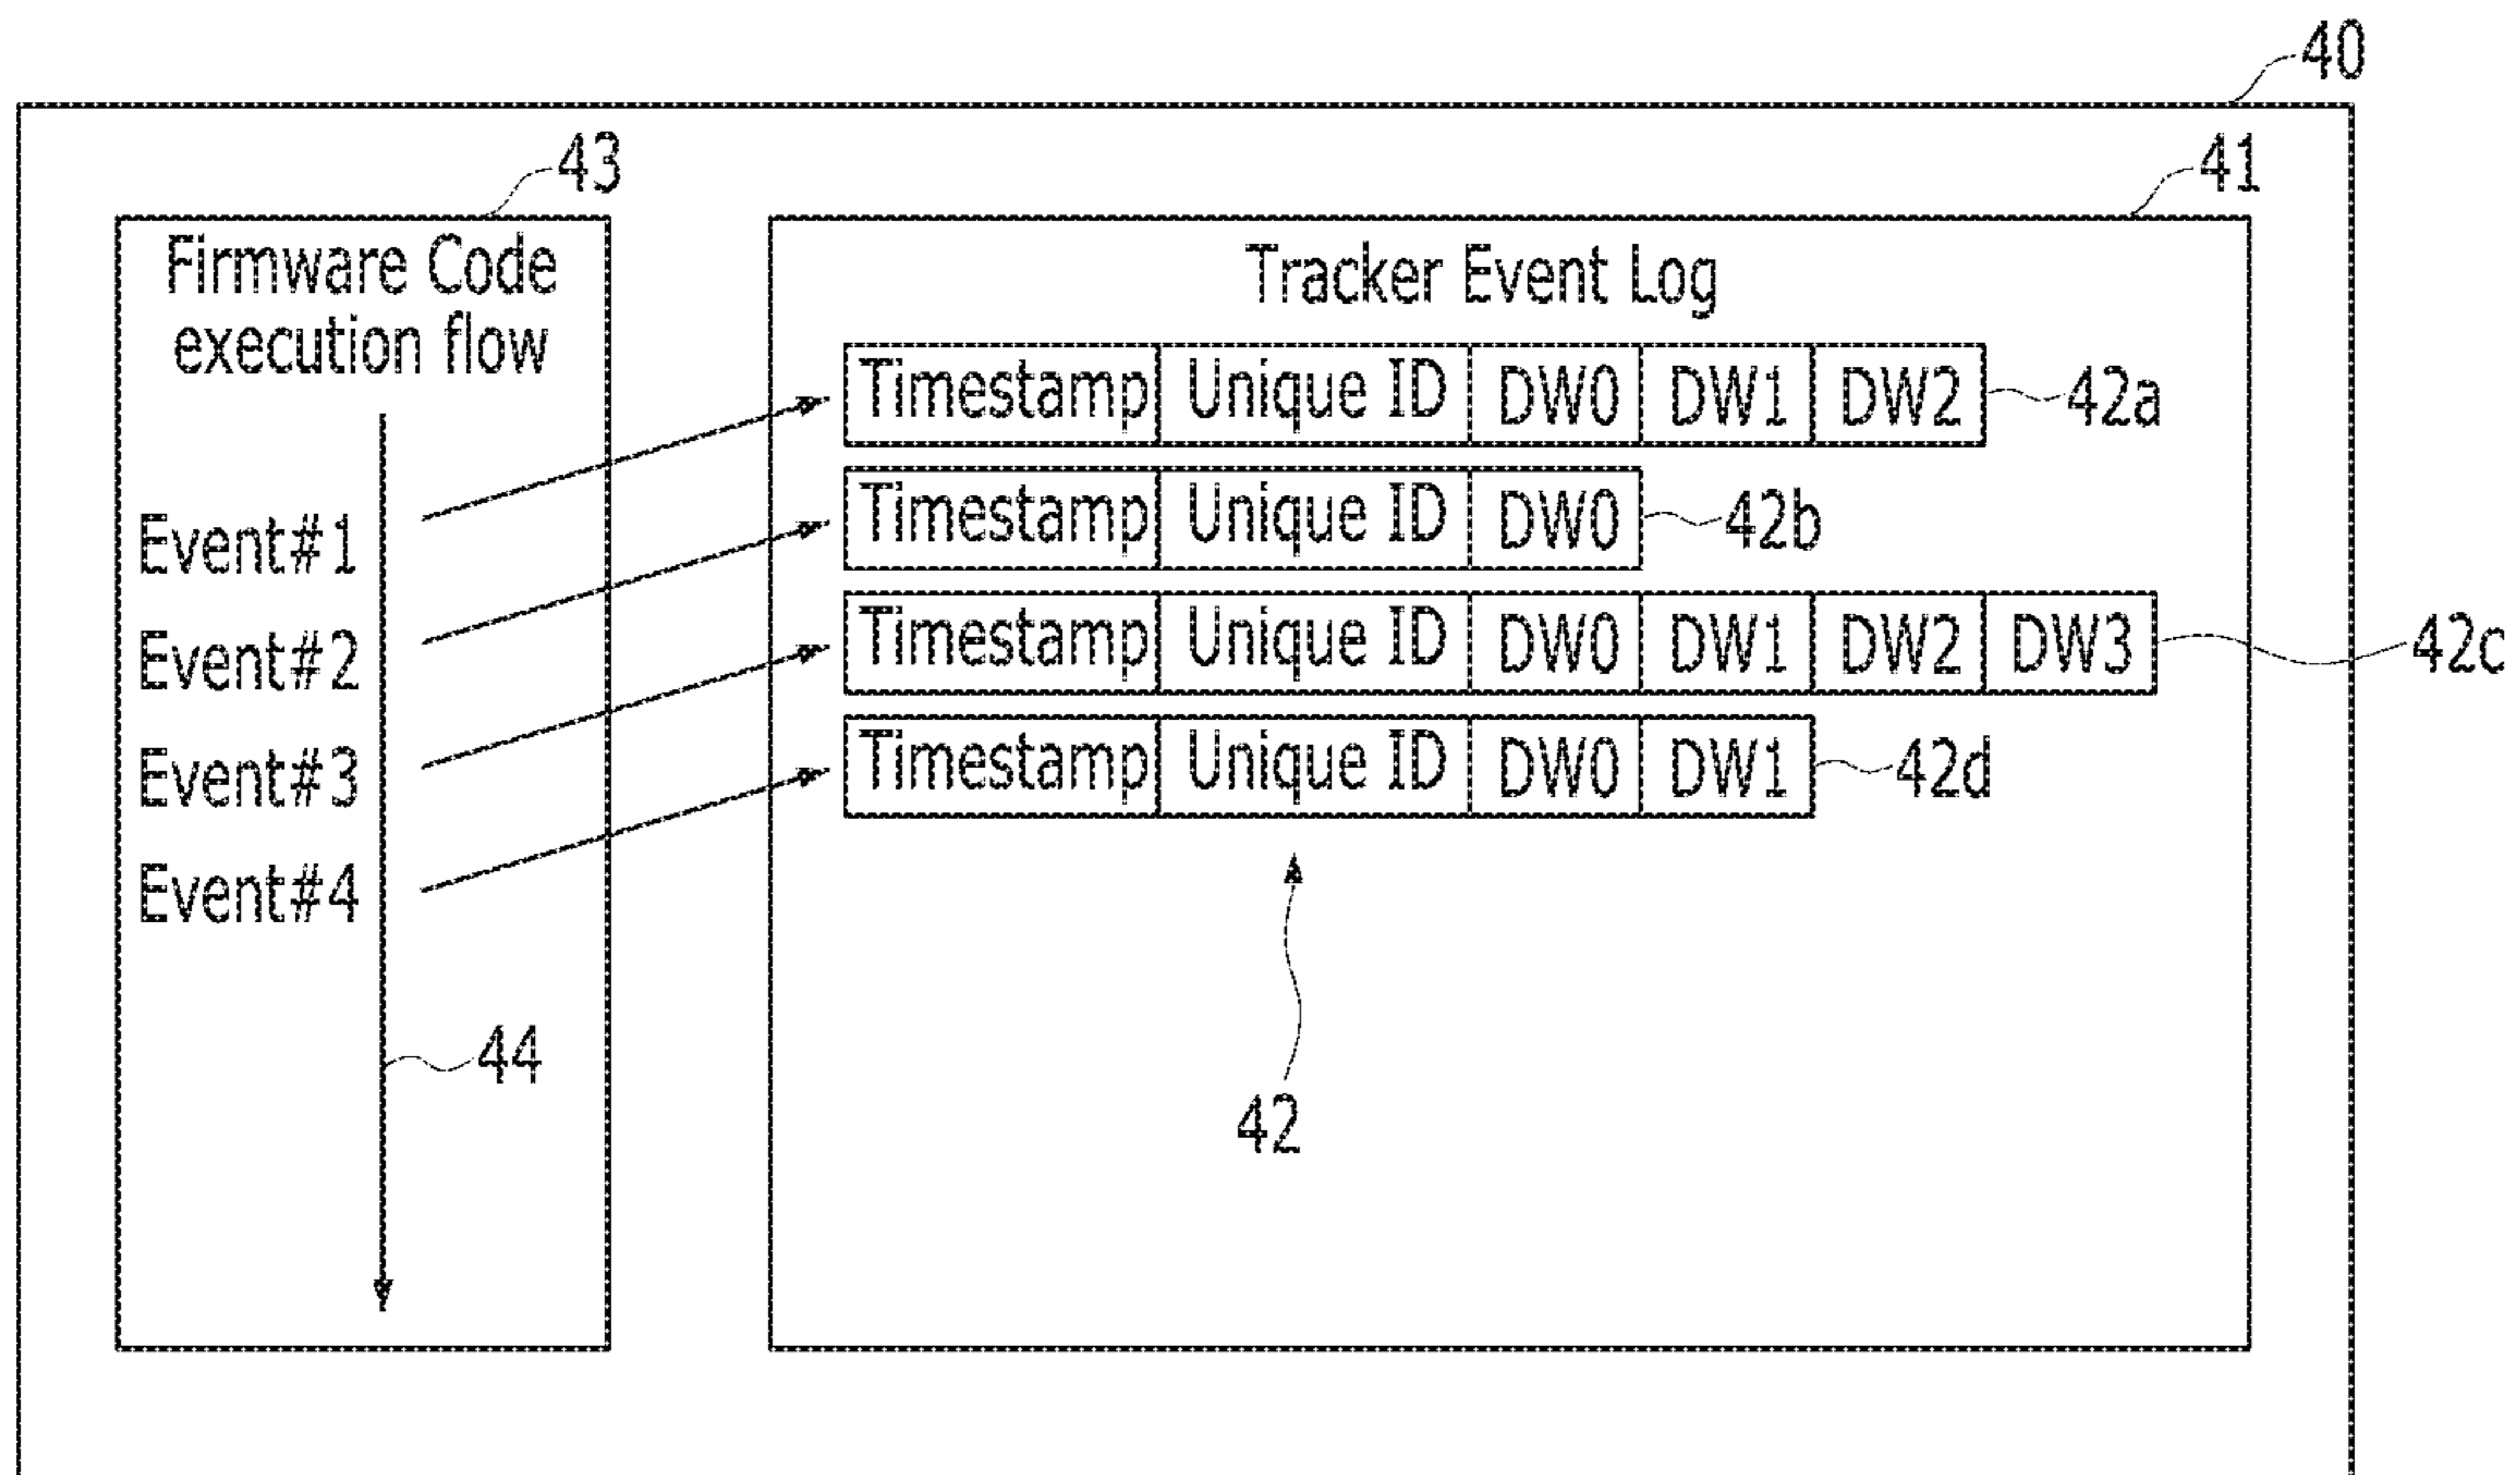 40
43
41
Firmware Code
execution flow
Tracker Event Log
Timestamp Unique ID DW0 DW1 DW2 42a
Event#1
Timestamp Unique ID DW0 42b
Event#2
Timestamp Unique ID DW0 DW1 DW2 DW3 42c
Event#3
Timestamp Unique ID DW0 DW1 42d
Event#4
44
42